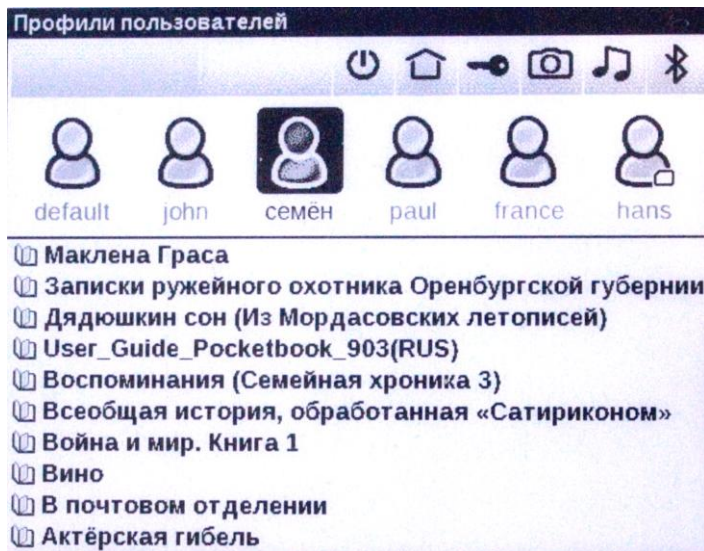 Профили пользователей
default john семён paul france hans
Маклена Граса
Записки ружейного охотника Оренбургской губернии
Дядюшкин сон (Из Мордасовских летописей)
User_Guide_Pocketbook_903(RUS)
Воспоминания (Семейная хроника 3)
Всеобщая история, обработанная «Сатириконом»
Война и мир. Книга 1
Вино
В почтовом отделении
Актёрская гибель